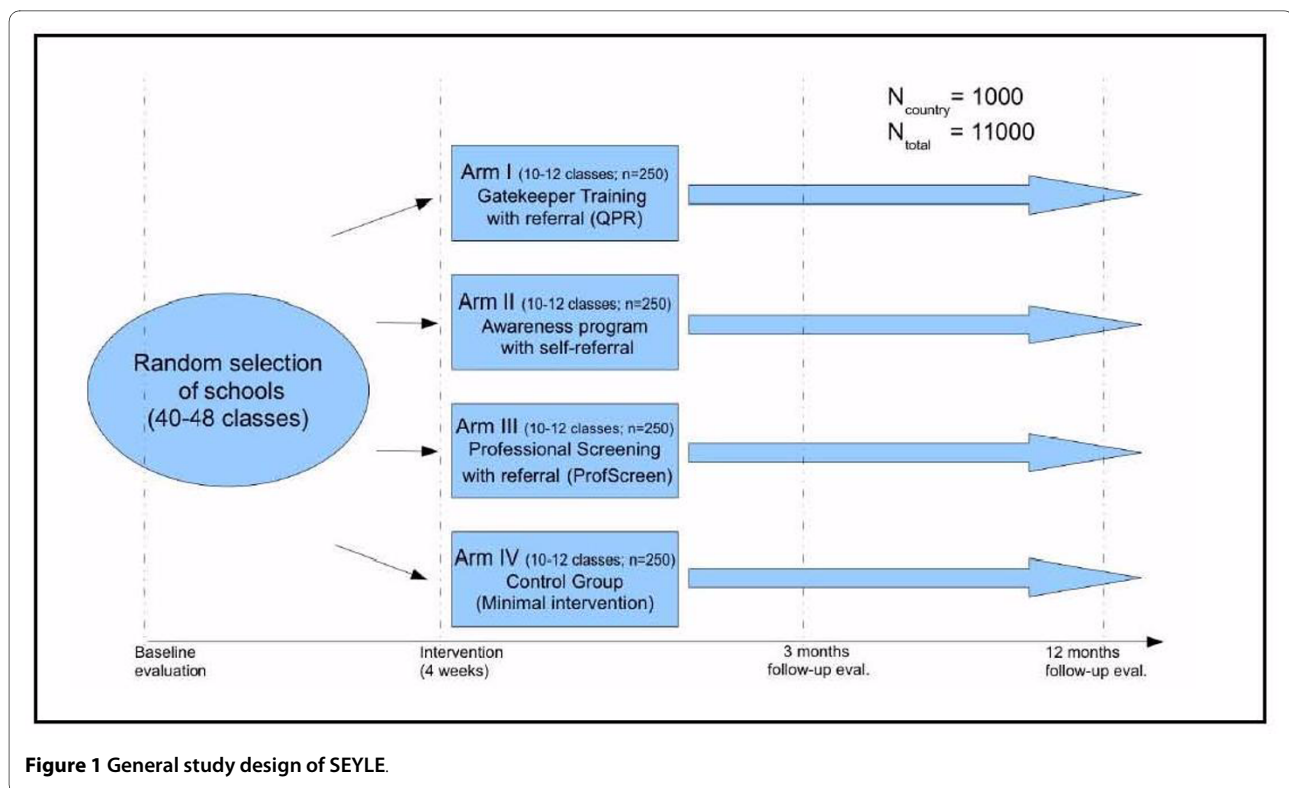 N country = 1000
N total = 11000
Arm I (10-12 classes; n=250)
Gatekeeper Training
with referral (QPR)
Arm II (10-12 classes; n=250)
Awareness program
with self-referral
Random selection
of schools
(40-48 classes)
Arm III (10-12 classes; n=250)
Professional Screening
with referral (ProfScreen)
Arm IV (10-12 classes; n=250)
Control Group
(Minimal intervention)
Baseline
evaluation
Intervention
(4 weeks)
3 months
follow-up eval.
12 months
follow-up eval.
Figure 1 General study design of SEYLE.